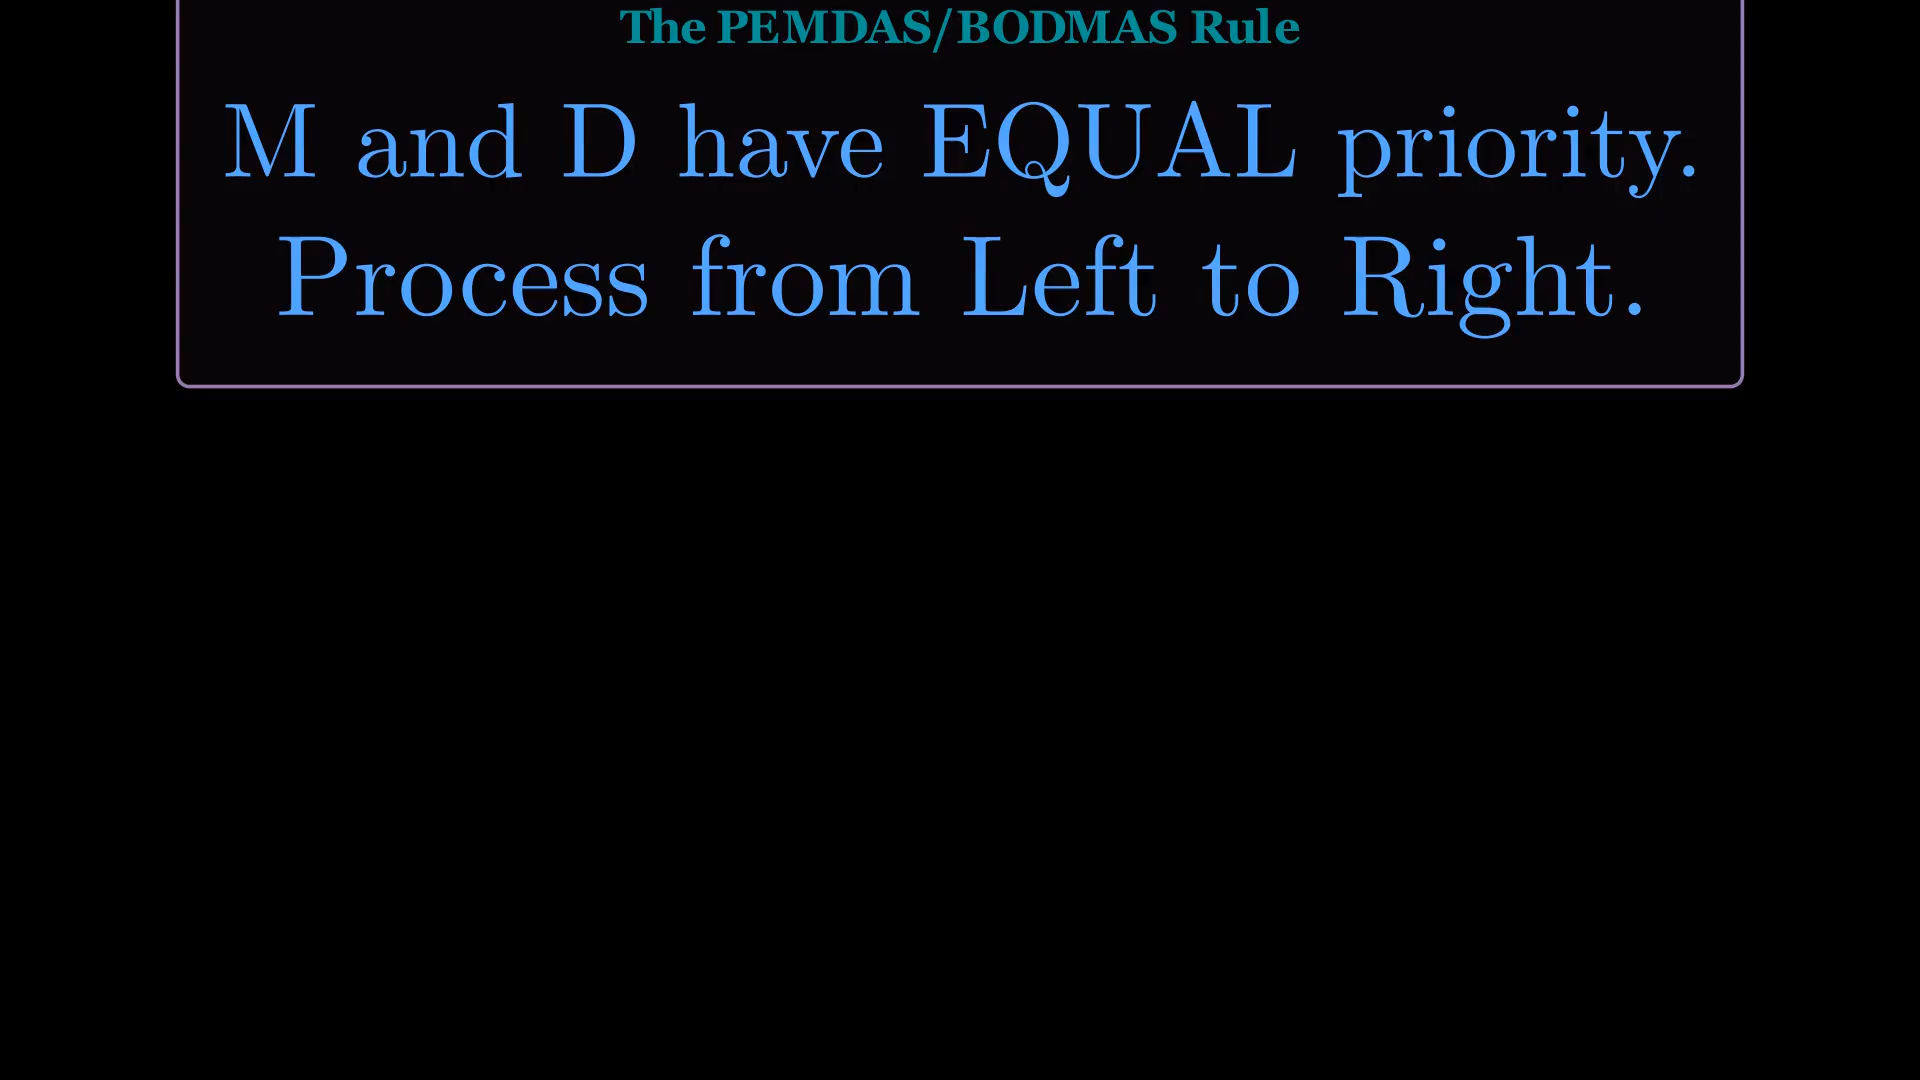 The PEMDAS/BODMAS Rule
M and D have EQUAL priority.
Process from Left to Right.